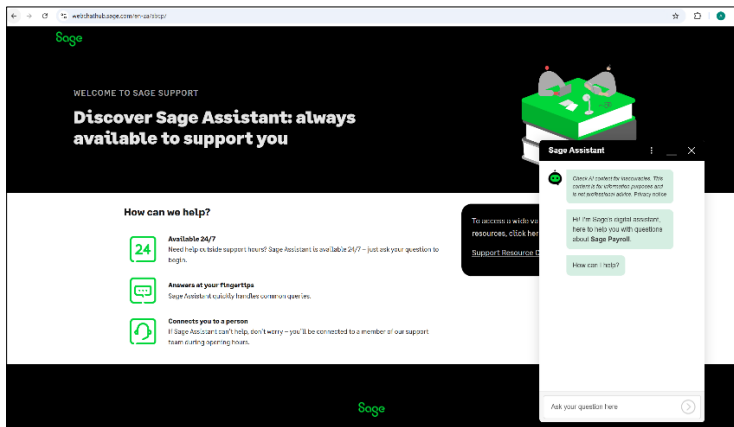 webchathub.sage.com/en-za/sbcp/
Sage
WELCOME TO SAGE SUPPORT
Discover Sage Assistant: always
available to support you
How can we help?
24
Available 24/7
Need help outside support hours? Sage Assistant is available 24/7 – just ask your question to
begin.
Answers at your fingertips
Sage Assistant quickly handles common queries.
Connects you to a person
If Sage Assistant can't help, don't worry – you'll be connected to a member of our support
team during opening hours.
To access a wide va
resources, click her
Support Resource
Sage Assistant
Check AI content for inaccuracies. This
content is for information purposes and
is not professional advice. Privacy notice
Hi! I'm Sage's digital assistant,
here to help you with questions
about Sage Payroll.
How can I help?
Ask your question here
Sage